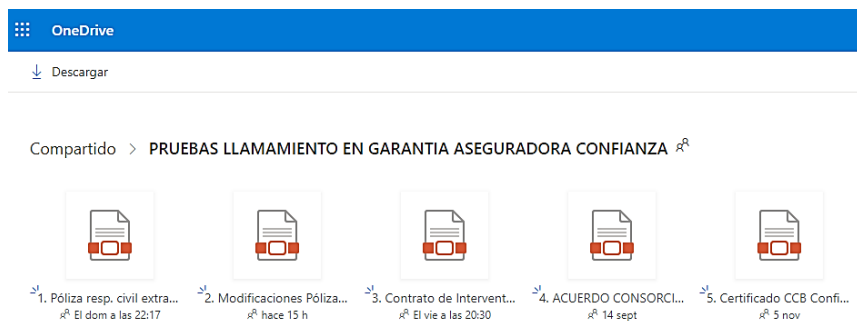 OneDrive
Descargar
Compartido > PRUEBAS LLAMAMIENTO EN GARANTIA ASEGURADORA CONFIANZA
1. Póliza resp. civil extra... 2. Modificaciones Póliza... 3. Contrato de Intervent... 4. ACUERDO CONSORCI... 5. Certificado CCB Confi...
El dom a las 22:17 hace 15 h El vie a las 20:30 14 sept 5 nov